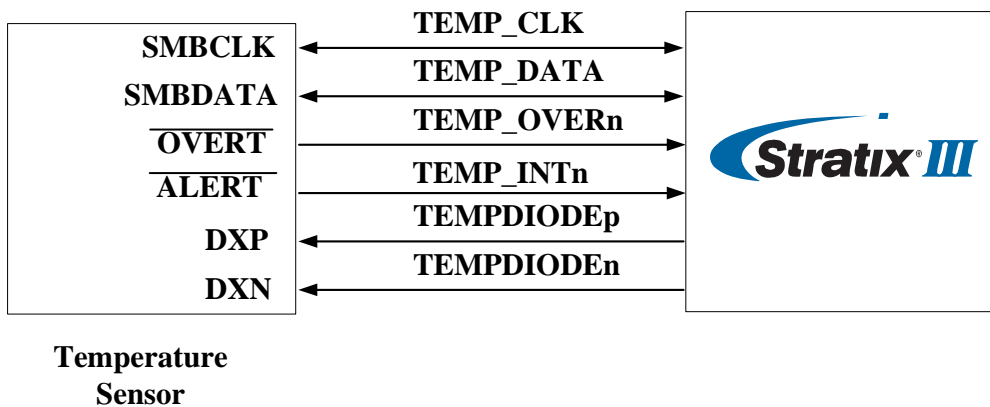 TEMP_CLK
SMBCLK
TEMP_DATA
SMBDATA
TEMP_OVERn
OVERT
TEMP_INTn
ALERT
TEMPDIODEp
DXP
TEMPDIODEn
DXN
Stratix® III
Temperature
Sensor